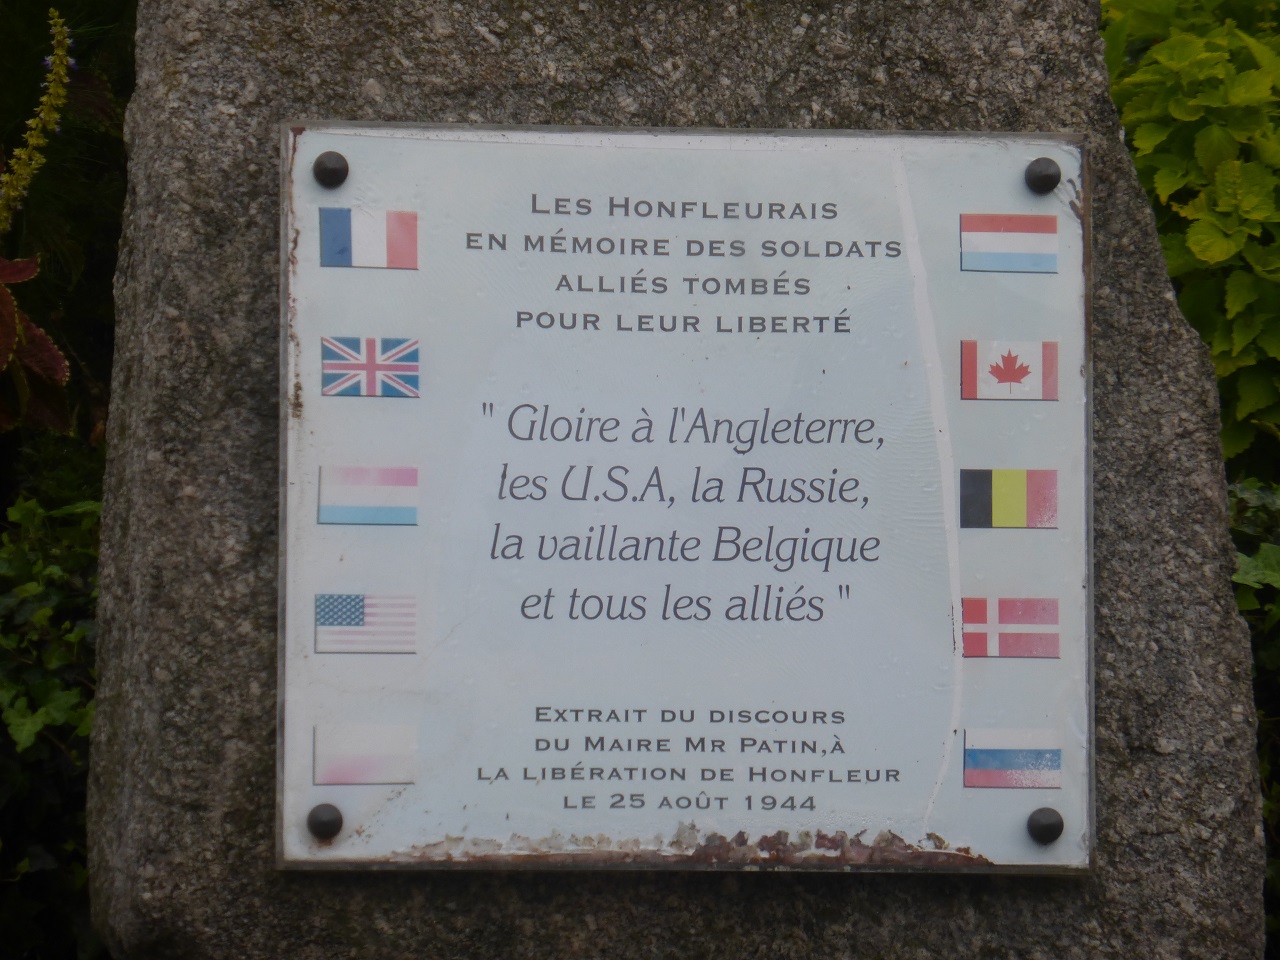 LES HONFLEURAIS
EN MÉMOIRE DES SOLDATS
ALLIÉS TOMBÉS
POUR LEUR LIBERTÉ
" Gloire à l'Angleterre,
les U.S.A, la Russie,
la vaillante Belgique
et tous les alliés "
EXTRAIT DU DISCOURS
DU MAIRE MR PATIN,À
LA LIBÉRATION DE HONFLEUR
LE 25 AOÛT 1944